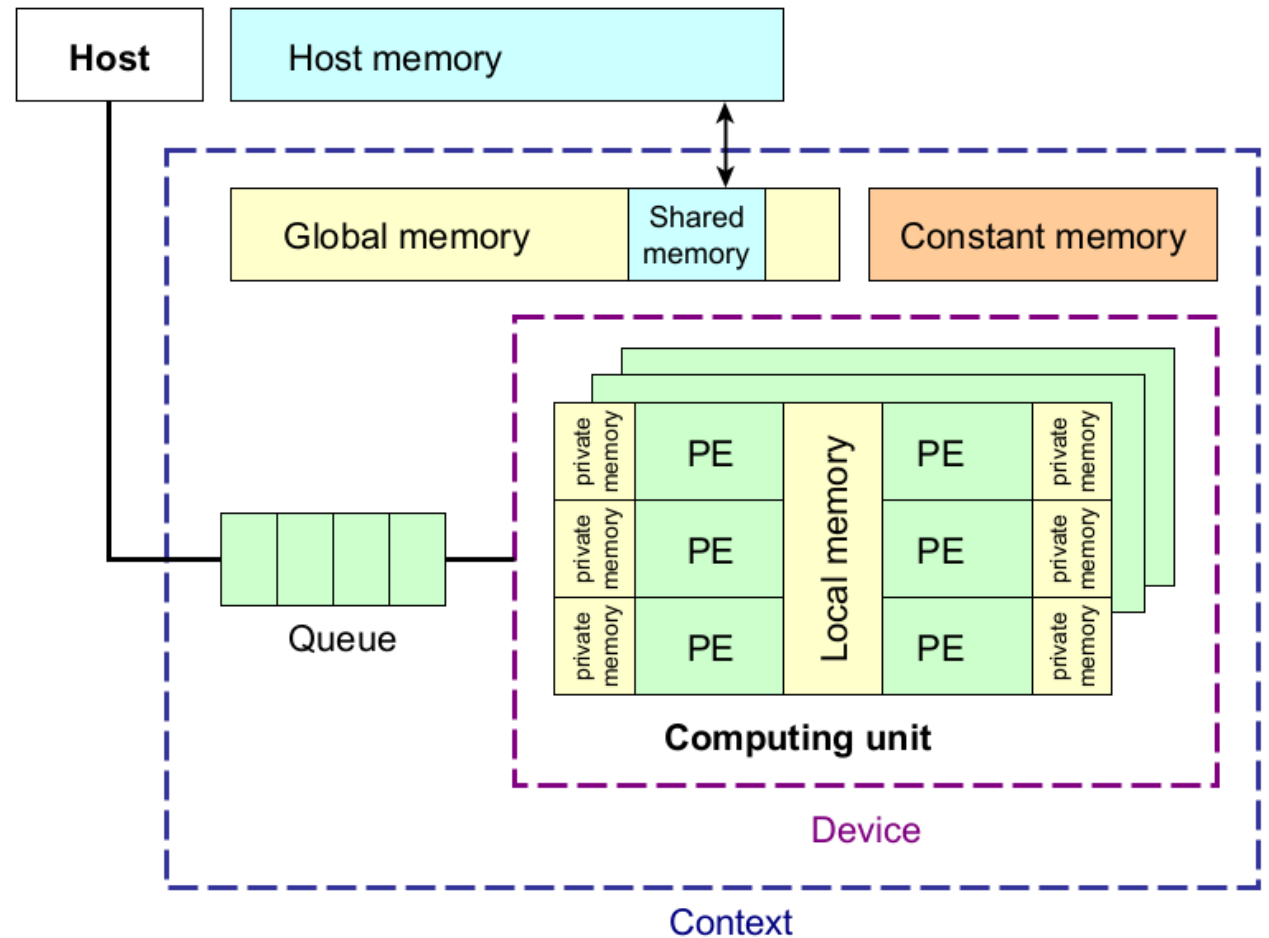 Host
Host memory
Global memory
Shared
memory
Constant memory
private
memory
PE
Local memory
PE
private
memory
private
memory
PE
PE
private
memory
private
memory
PE
PE
private
memory
Queue
Computing unit
Device
Context